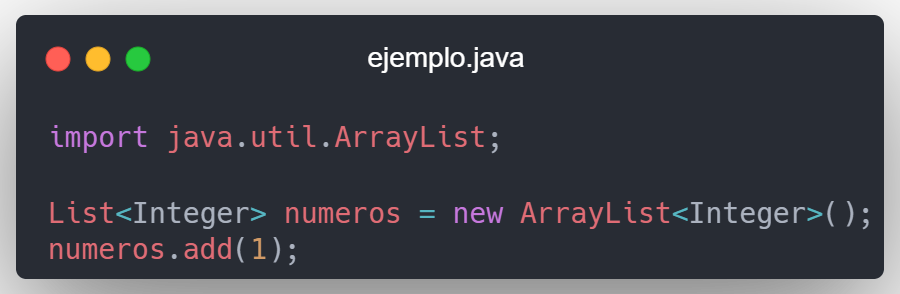 ejemplo.java
import java.util.ArrayList;
List<Integer> numeros = new ArrayList<Integer>();
numeros.add(1);